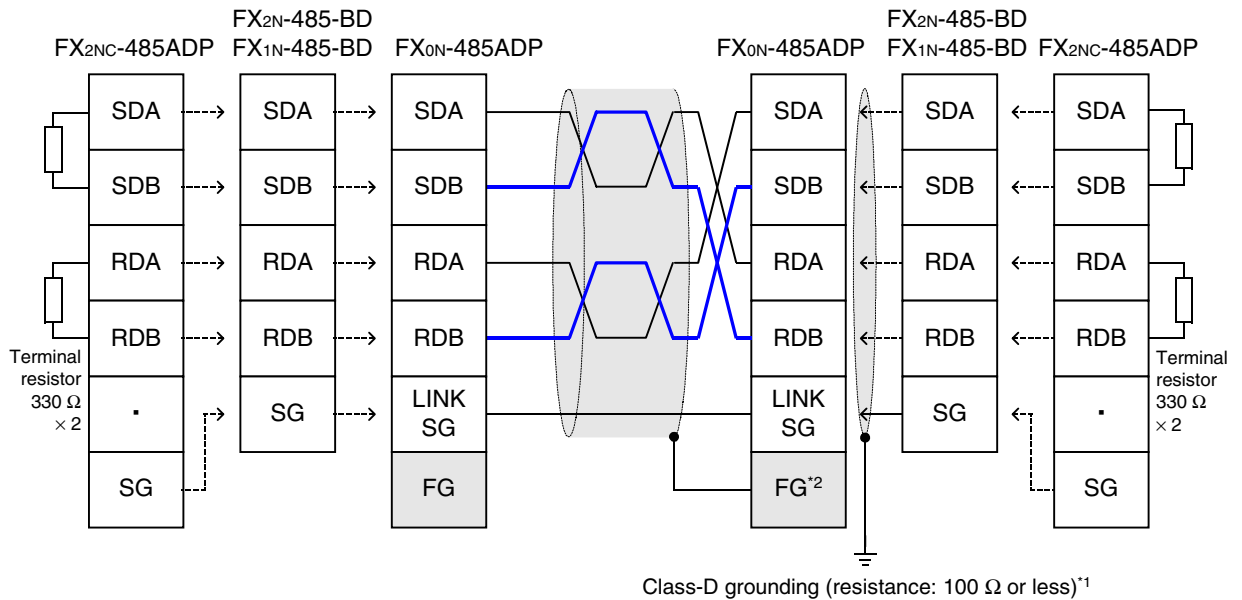 FX2N-485-BD
FX1N-485-BD
FX2NC-485ADP
FX0N-485ADP
FX0N-485ADP
FX2N-485-BD
FX1N-485-BD
FX2NC-485ADP
SDA SDA SDA SDA SDA SDA
SDB SDB SDB SDB SDB SDB
RDA RDA RDA RDA RDA RDA
RDB RDB RDB RDB RDB RDB
Terminal
resistor
330 Ω
× 2
· SG LINK
SG
LINK
SG
SG ·
Terminal
resistor
330 Ω
× 2
SG FG FG*2 SG
Class-D grounding (resistance: 100 Ω or less)*1